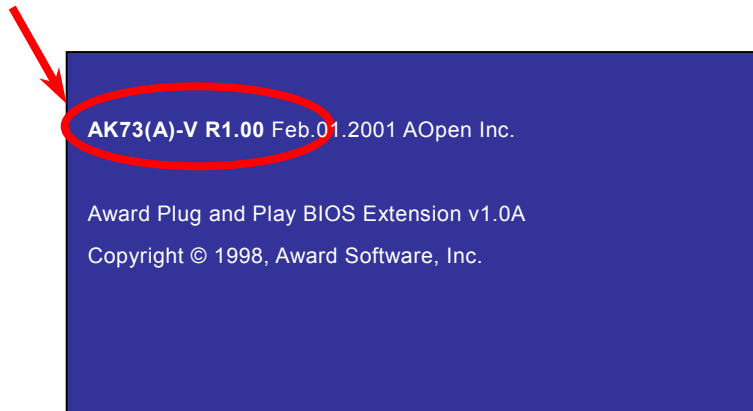 AK73(A)-V R1.00 Feb.01.2001 AOpen Inc.
Award Plug and Play BIOS Extension v1.0A
Copyright © 1998, Award Software, Inc.